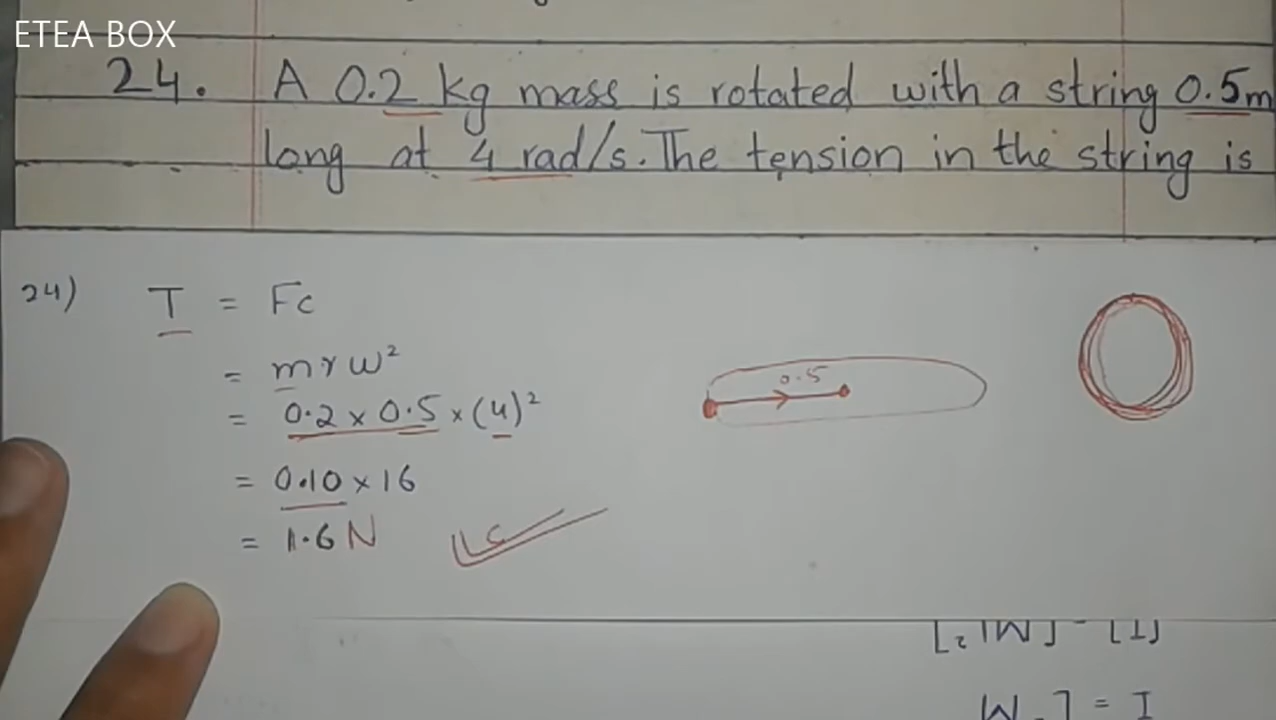 ETEA BOX
24. A 0.2 kg mass is rotated with a string 0.5m
long at 4 rad/s. The tension in the string is
24) T = Fc
= mrw²
= 0.2 × 0.5 × (4)²
0.5
= 0.10 × 16
= 1.6 N
c